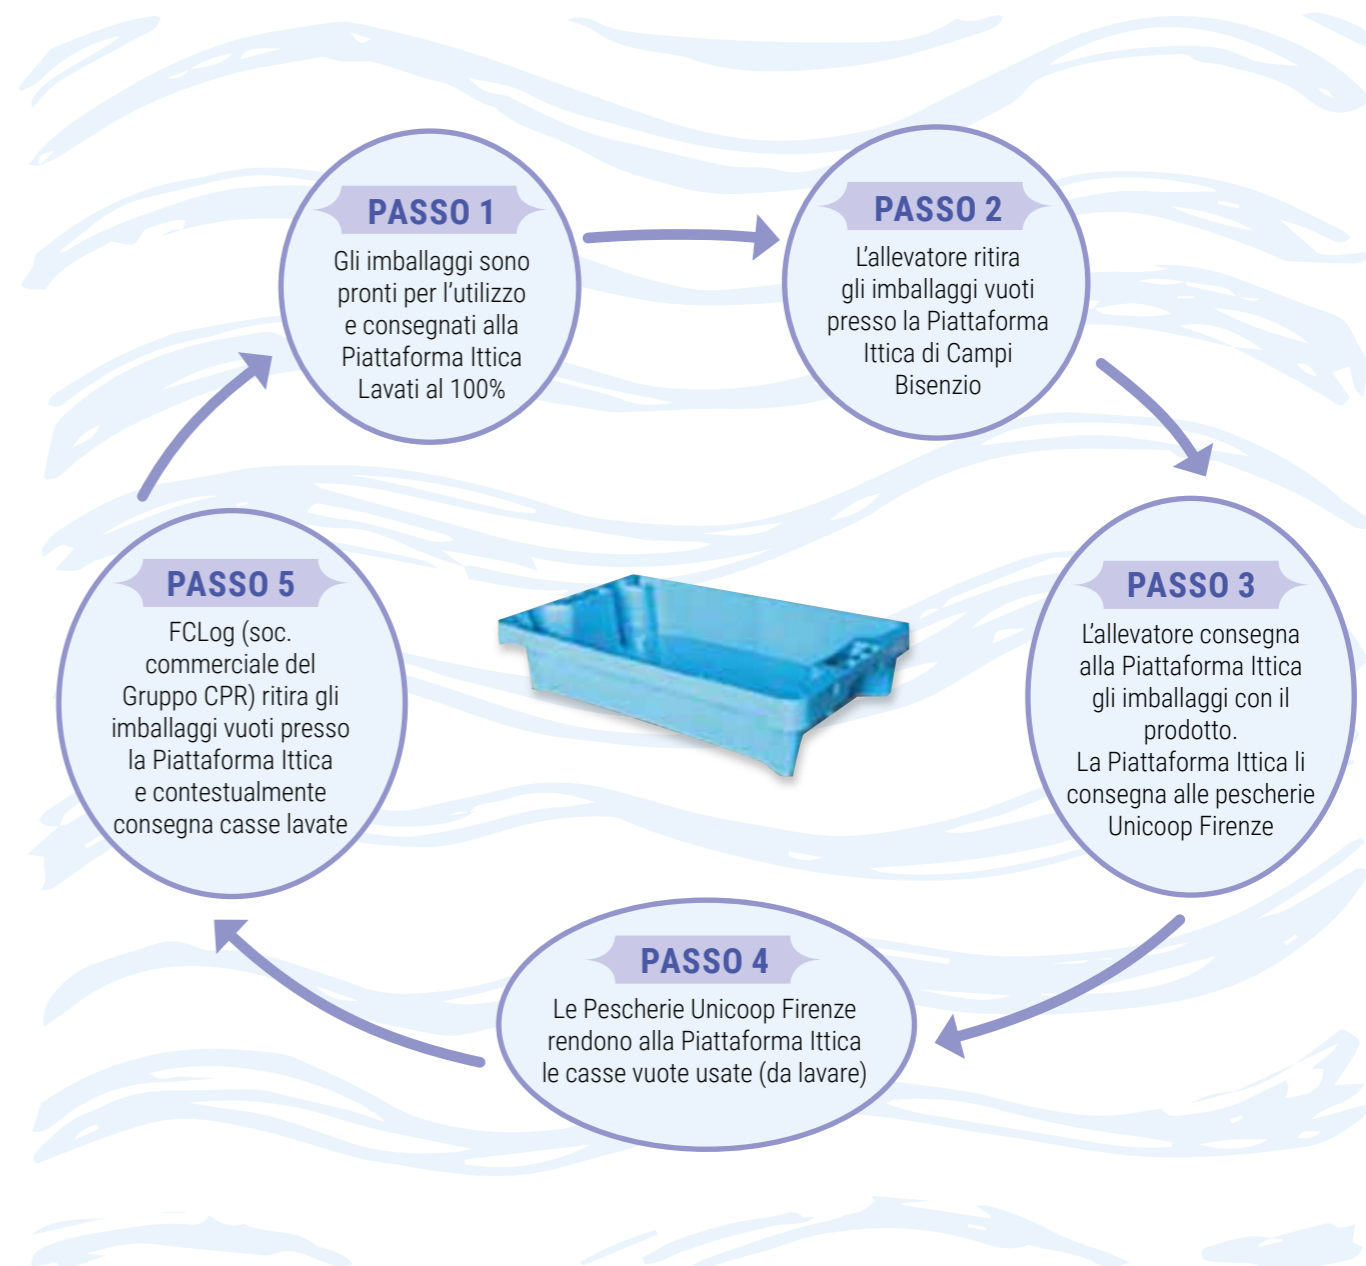 PASSO 1
Gli imballaggi sono
pronti per l'utilizzo
e consegnati alla
Piattaforma Ittica
Lavati al 100%
PASSO 2
L'allevatore ritira
gli imballaggi vuoti
presso la Piattaforma
Ittica di Campi
Bisenzio
PASSO 3
L'allevatore consegna
alla Piattaforma Ittica
gli imballaggi con il
prodotto.
La Piattaforma Ittica li
consegna alle pescherie
Unicoop Firenze
PASSO 4
Le Pescherie Unicoop Firenze
rendono alla Piattaforma Ittica
le casse vuote usate (da lavare)
PASSO 5
FCLog (soc.
commerciale del
Gruppo CPR) ritira gli
imballaggi vuoti presso
la Piattaforma Ittica
e contestualmente
consegna casse lavate